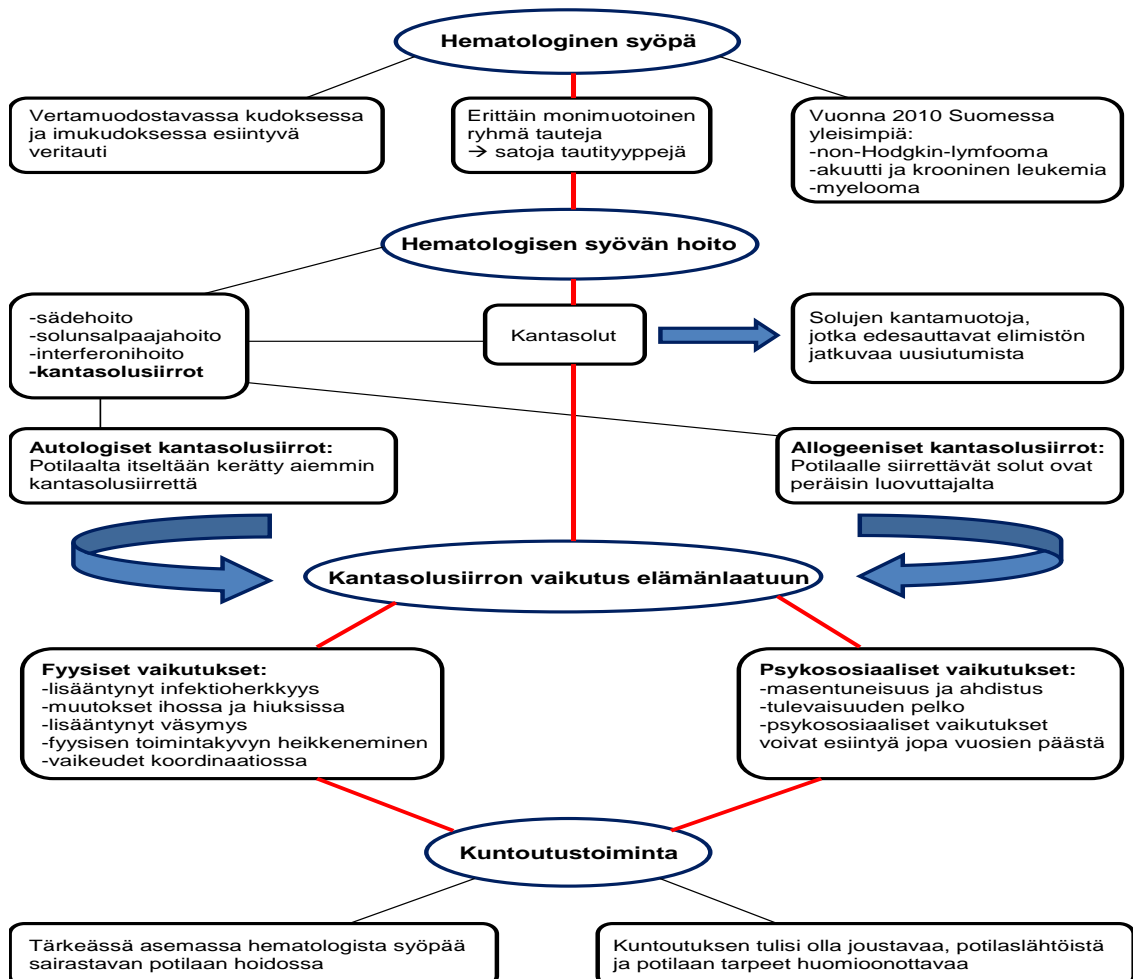 Hematologinen syöpä
Vertamuodostavassa kudoksessa
ja imukudoksessa esiintyvä
veritauti
Erittäin monimuotoinen
ryhmä tauteja
→ satoja tautityyppejä
Vuonna 2010 Suomessa
yleisimpiä:
-non-Hodgkin-lymfooma
-akuutti ja krooninen leukemia
-myelooma
Hematologisen syövän hoito
-sädehoito
-solunsalpaajahoito
-interferonihoito
-kantasolusiirrot
Kantasolut
Solujen kantamuotoja,
jotka edesauttavat elimistön
jatkuvaa uusiutumista
Autologiset kantasolusiirrot:
Potilaalta itseltään kerätty aiemmin
kantasolusiirrettä
Allogeeniset kantasolusiirrot:
Potilaalle siirrettävät solut ovat
peräisin luovuttajalta
Kantasolusiirron vaikutus elämänlaatuun
Fyysiset vaikutukset:
-lisääntynyt infektioherkkyys
-muutokset ihossa ja hiuksissa
-lisääntynyt väsymys
-fyysisen toimintakyvyn heikkeneminen
-vaikeudet koordinaatiossa
Psykososiaaliset vaikutukset:
-masentuneisuus ja ahdistus
-tulevaisuuden pelko
-psykososiaaliset vaikutukset
voivat esiintyä jopa vuosien päästä
Kuntoutustoiminta
Tärkeässä asemassa hematologista syöpää
sairastavan potilaan hoidossa
Kuntoutuksen tulisi olla joustavaa, potilaslähtöistä
ja potilaan tarpeet huomioonottavaa